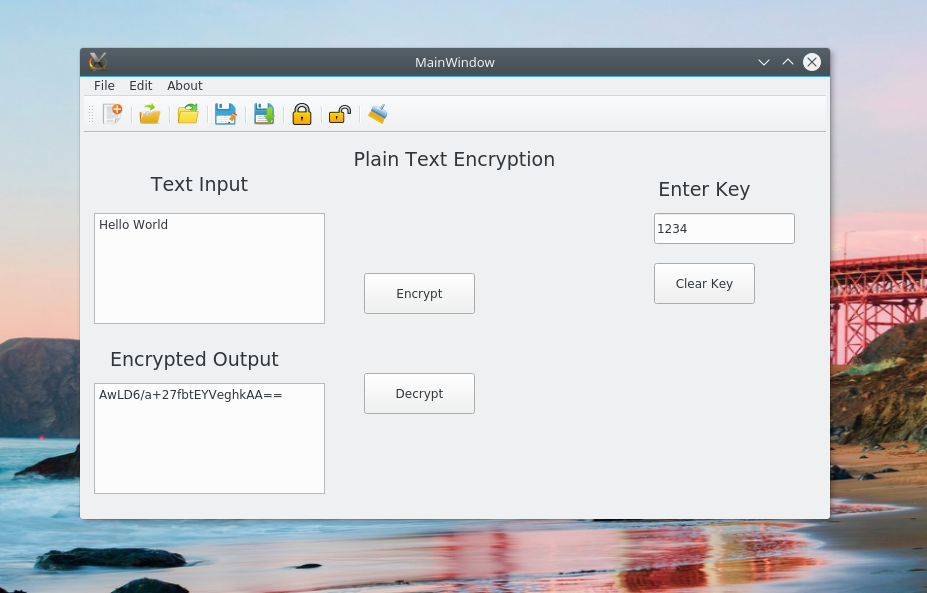 MainWindow
File Edit About
Plain Text Encryption
Text Input
Enter Key
Hello World
1234
Clear Key
Encrypt
Encrypted Output
Decrypt
AwLD6/a+27fbtEYVeghkAA==